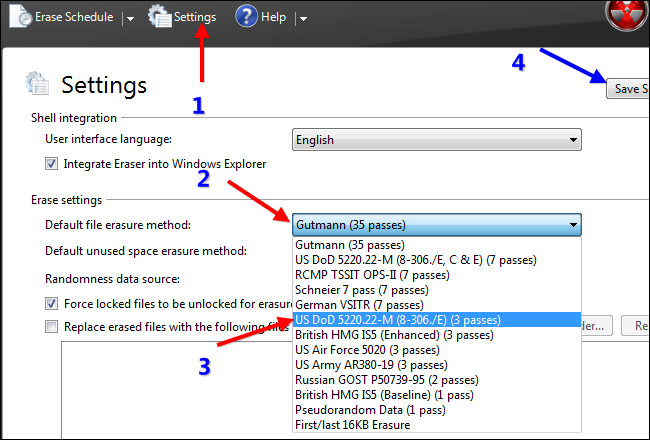 Erase Schedule
Settings
Help
1
4
Settings
Save S
Shell integration
User interface language:
English
Integrate Eraser into Windows Explorer
2
Erase settings
Default file erasure method:
Gutmann (35 passes)
Default unused space erasure method:
Randomness data source:
Force locked files to be unlocked for erasure
Replace erased files with the following files
Gutmann (35 passes)
US DoD 5220.22-M (8-306./E, C & E) (7 passes)
RCMP TSSIT OPS-II (7 passes)
Schneier 7 pass (7 passes)
German VSITR (7 passes)
US DoD 5220.22-M (8-306./E) (3 passes)
British HMG IS5 (Enhanced) (3 passes)
US Air Force 5020 (3 passes)
US Army AR380-19 (3 passes)
Russian GOST P50739-95 (2 passes)
British HMG IS5 (Baseline) (1 pass)
Pseudorandom Data (1 pass)
First/last 16KB Erasure
der...
Re
3